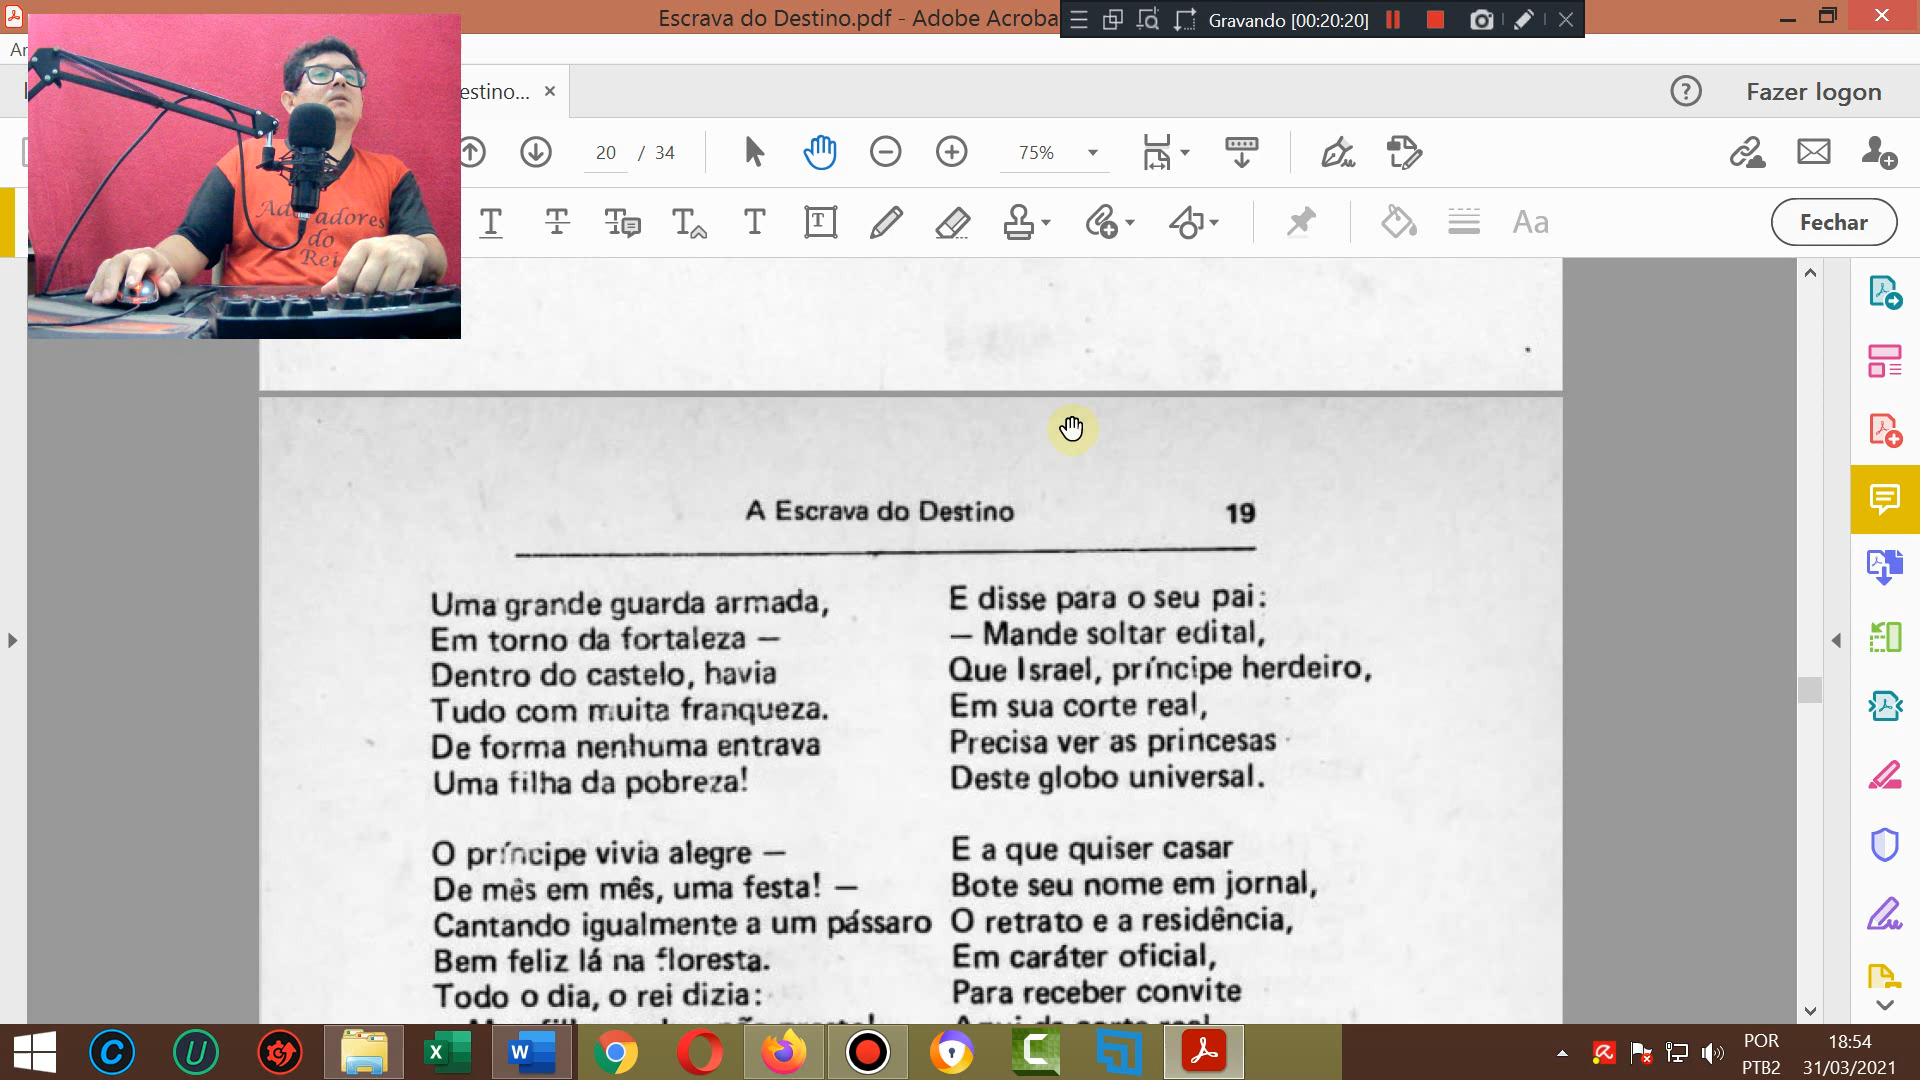 Escrava do Destino.pdf - Adobe Acroba
Gravando [00:20:20]
estino...
Fazer logon
20 / 34
75%
Aa
Fechar
Adoradores
do
Rei
A Escrava do Destino 19
Uma grande guarda armada,
Em torno da fortaleza —
Dentro do castelo, havia
Tudo com muita franqueza.
De forma nenhuma entrava
Uma filha da pobreza!
O príncipe vivia alegre —
De mês em mês, uma festa! —
Cantando igualmente a um pássaro
Bem feliz lá na floresta.
Todo o dia, o rei dizia:
E disse para o seu pai:
— Mande soltar edital,
Que Israel, príncipe herdeiro,
Em sua corte real,
Precisa ver as princesas
Deste globo universal.
E a que quiser casar
Bote seu nome em jornal,
O retrato e a residência,
Em caráter oficial,
Para receber convite
POR
PTB2
18:54
31/03/2021